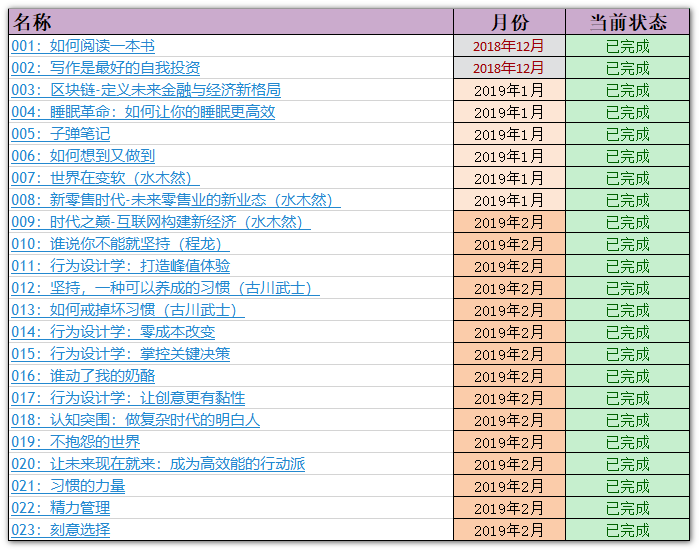 名称 月份 当前状态
001：如何阅读一本书 2018年12月 已完成
002：写作是最好的自我投资 2018年12月 已完成
003：区块链-定义未来金融与经济新格局 2019年1月 已完成
004：睡眠革命：如何让你的睡眠更高效 2019年1月 已完成
005：子弹笔记 2019年1月 已完成
006：如何想到又做到 2019年1月 已完成
007：世界在变软（水木然） 2019年1月 已完成
008：新零售时代-未来零售业的新业态（水木然） 2019年1月 已完成
009：时代之巅-互联网构建新经济（水木然） 2019年2月 已完成
010：谁说你不能就坚持（程龙） 2019年2月 已完成
011：行为设计学：打造峰值体验 2019年2月 已完成
012：坚持，一种可以养成的习惯（古川武士） 2019年2月 已完成
013：如何戒掉坏习惯（古川武士） 2019年2月 已完成
014：行为设计学：零成本改变 2019年2月 已完成
015：行为设计学：掌控关键决策 2019年2月 已完成
016：谁动了我的奶酪 2019年2月 已完成
017：行为设计学：让创意更有黏性 2019年2月 已完成
018：认知突围：做复杂时代的明白人 2019年2月 已完成
019：不抱怨的世界 2019年2月 已完成
020：让未来现在就来：成为高效能的行动派 2019年2月 已完成
021：习惯的力量 2019年2月 已完成
022：精力管理 2019年2月 已完成
023：刻意选择 2019年2月 已完成